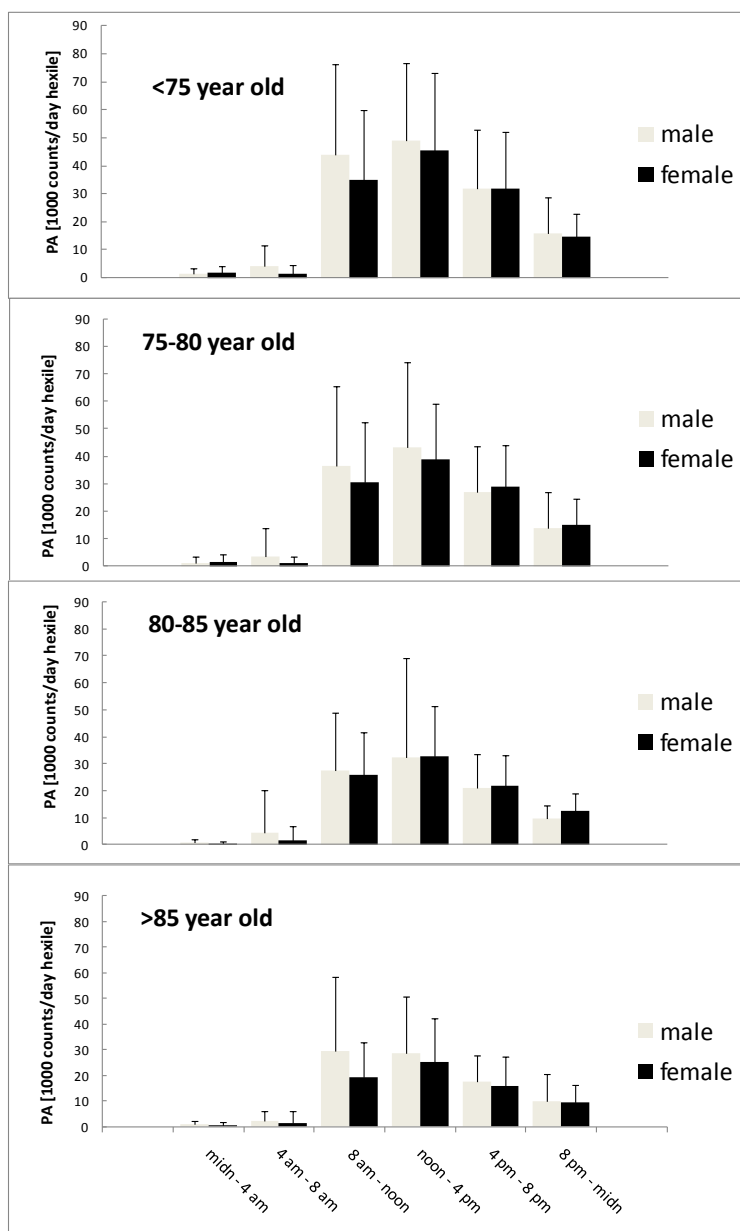 90
80
70
60
50
40
30
20
10
0
PA [1000 counts/day hexile]
<75 year old
male
female
90
80
70
60
50
40
30
20
10
0
PA [1000 counts/day hexile]
75-80 year old
male
female
90
80
70
60
50
40
30
20
10
0
PA [1000 counts/day hexile]
80-85 year old
male
female
90
80
70
60
50
40
30
20
10
0
PA [1000 counts/day hexile]
>85 year old
male
female
midn - 4 am
4 am - 8 am
8 am - noon
noon - 4 pm
4 pm - 8 pm
8 pm - midn